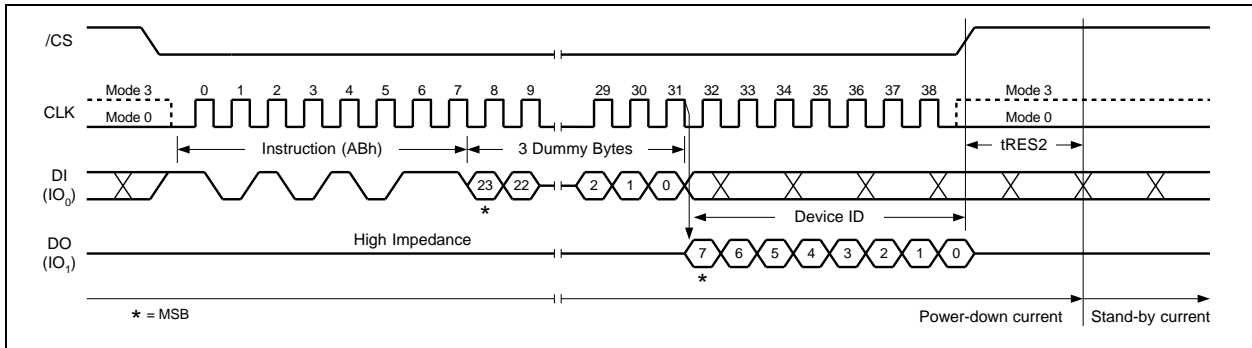 /CS
Mode 3 0 1 2 3 4 5 6 7 8 9 29 30 31 32 33 34 35 36 37 38 Mode 3
CLK
Mode 0 Mode 0
Instruction (ABh) 3 Dummy Bytes tRES2
DI
(IO0)
23 22 2 1 0
*
Device ID
High Impedance
DO
(IO1)
7 6 5 4 3 2 1 0
*
* = MSB
Power-down current Stand-by current